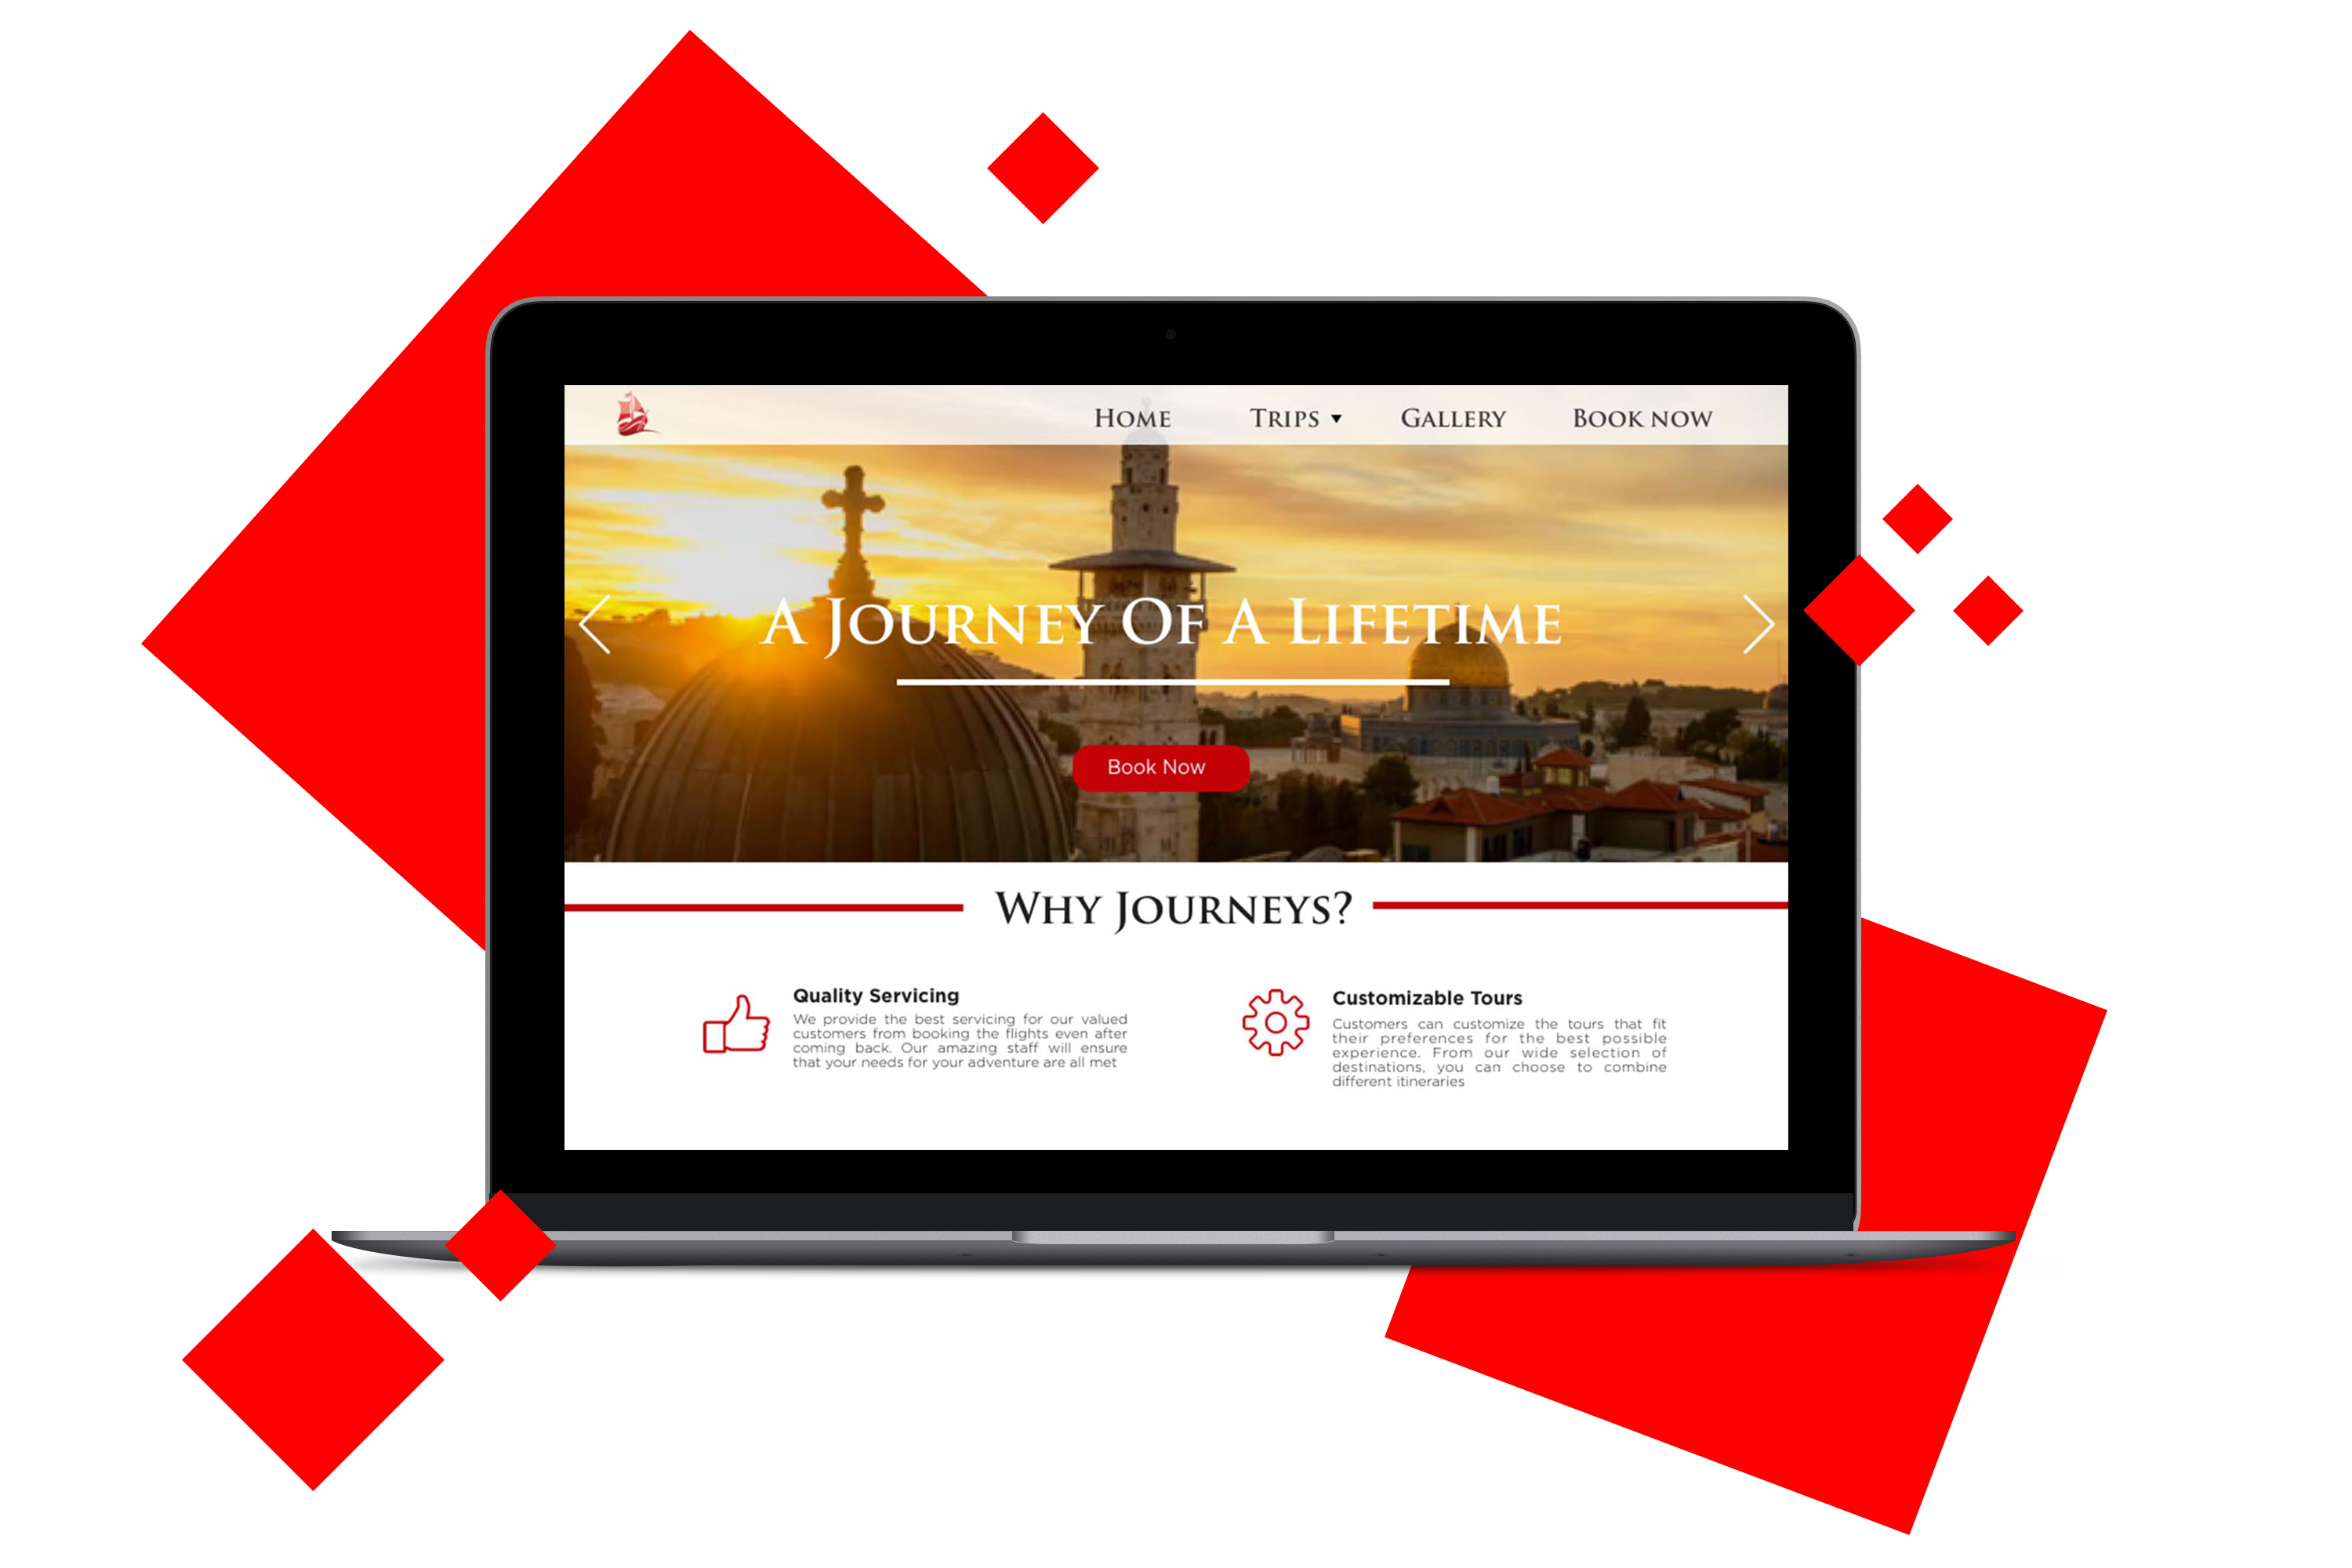 HOME TRIPS ▼ GALLERY BOOK NOW
A JOURNEY OF A LIFETIME
Book Now
WHY JOURNEYS?
Quality Servicing
We provide the best servicing for our valued
customers from booking the flights even after
coming back. Our amazing staff will ensure
that your needs for your adventure are all met
Customizable Tours
Customers can customize the tours that fit
their preferences for the best possible
experience. From our wide selection of
destinations, you can choose to combine
different itineraries